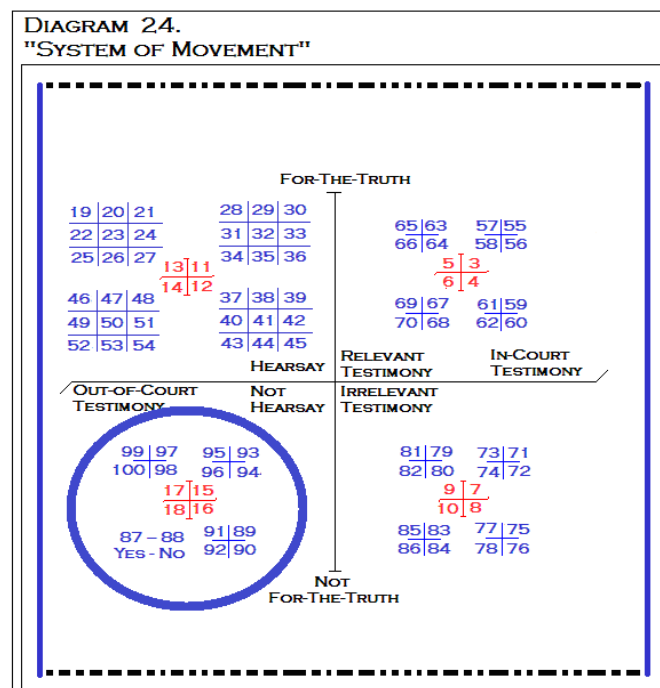 DIAGRAM 24.
"SYSTEM OF MOVEMENT"
FOR-THE-TRUTH
19 20 21
22 23 24
25 26 27
28 29 30
31 32 33
34 35 36
13 11
14 12
46 47 48
49 50 51
52 53 54
37 38 39
40 41 42
43 44 45
65 63
66 64
57 55
58 56
5 3
6 4
69 67
70 68
61 59
62 60
HEARSAY
RELEVANT
TESTIMONY
IN-COURT
TESTIMONY
OUT-OF-COURT
TESTIMONY
NOT
HEARSAY
IRRELEVANT
TESTIMONY
99 97
100 98
95 93
96 94
17 15
18 16
87 - 88
YES - NO
91 89
92 90
81 79
82 80
73 71
74 72
9 7
10 8
85 83
86 84
77 75
78 76
NOT
FOR-THE-TRUTH